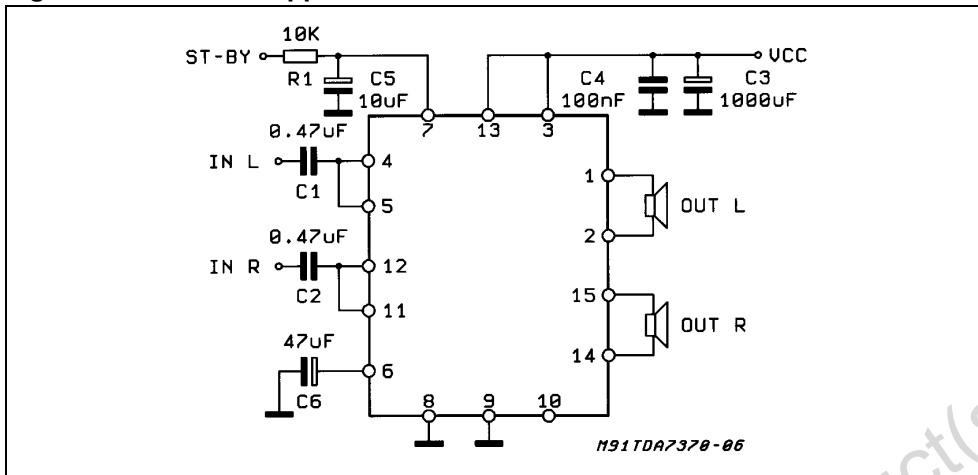 10K
ST-BY
VCC
R1
C5
10uF
C4
100nF
C3
1000uF
7
13
3
0.47uF
IN L
4
C1
5
1
OUT L
2
0.47uF
IN R
12
C2
11
15
OUT R
14
47uF
6
C6
8
9
10
M91TDA7370-06